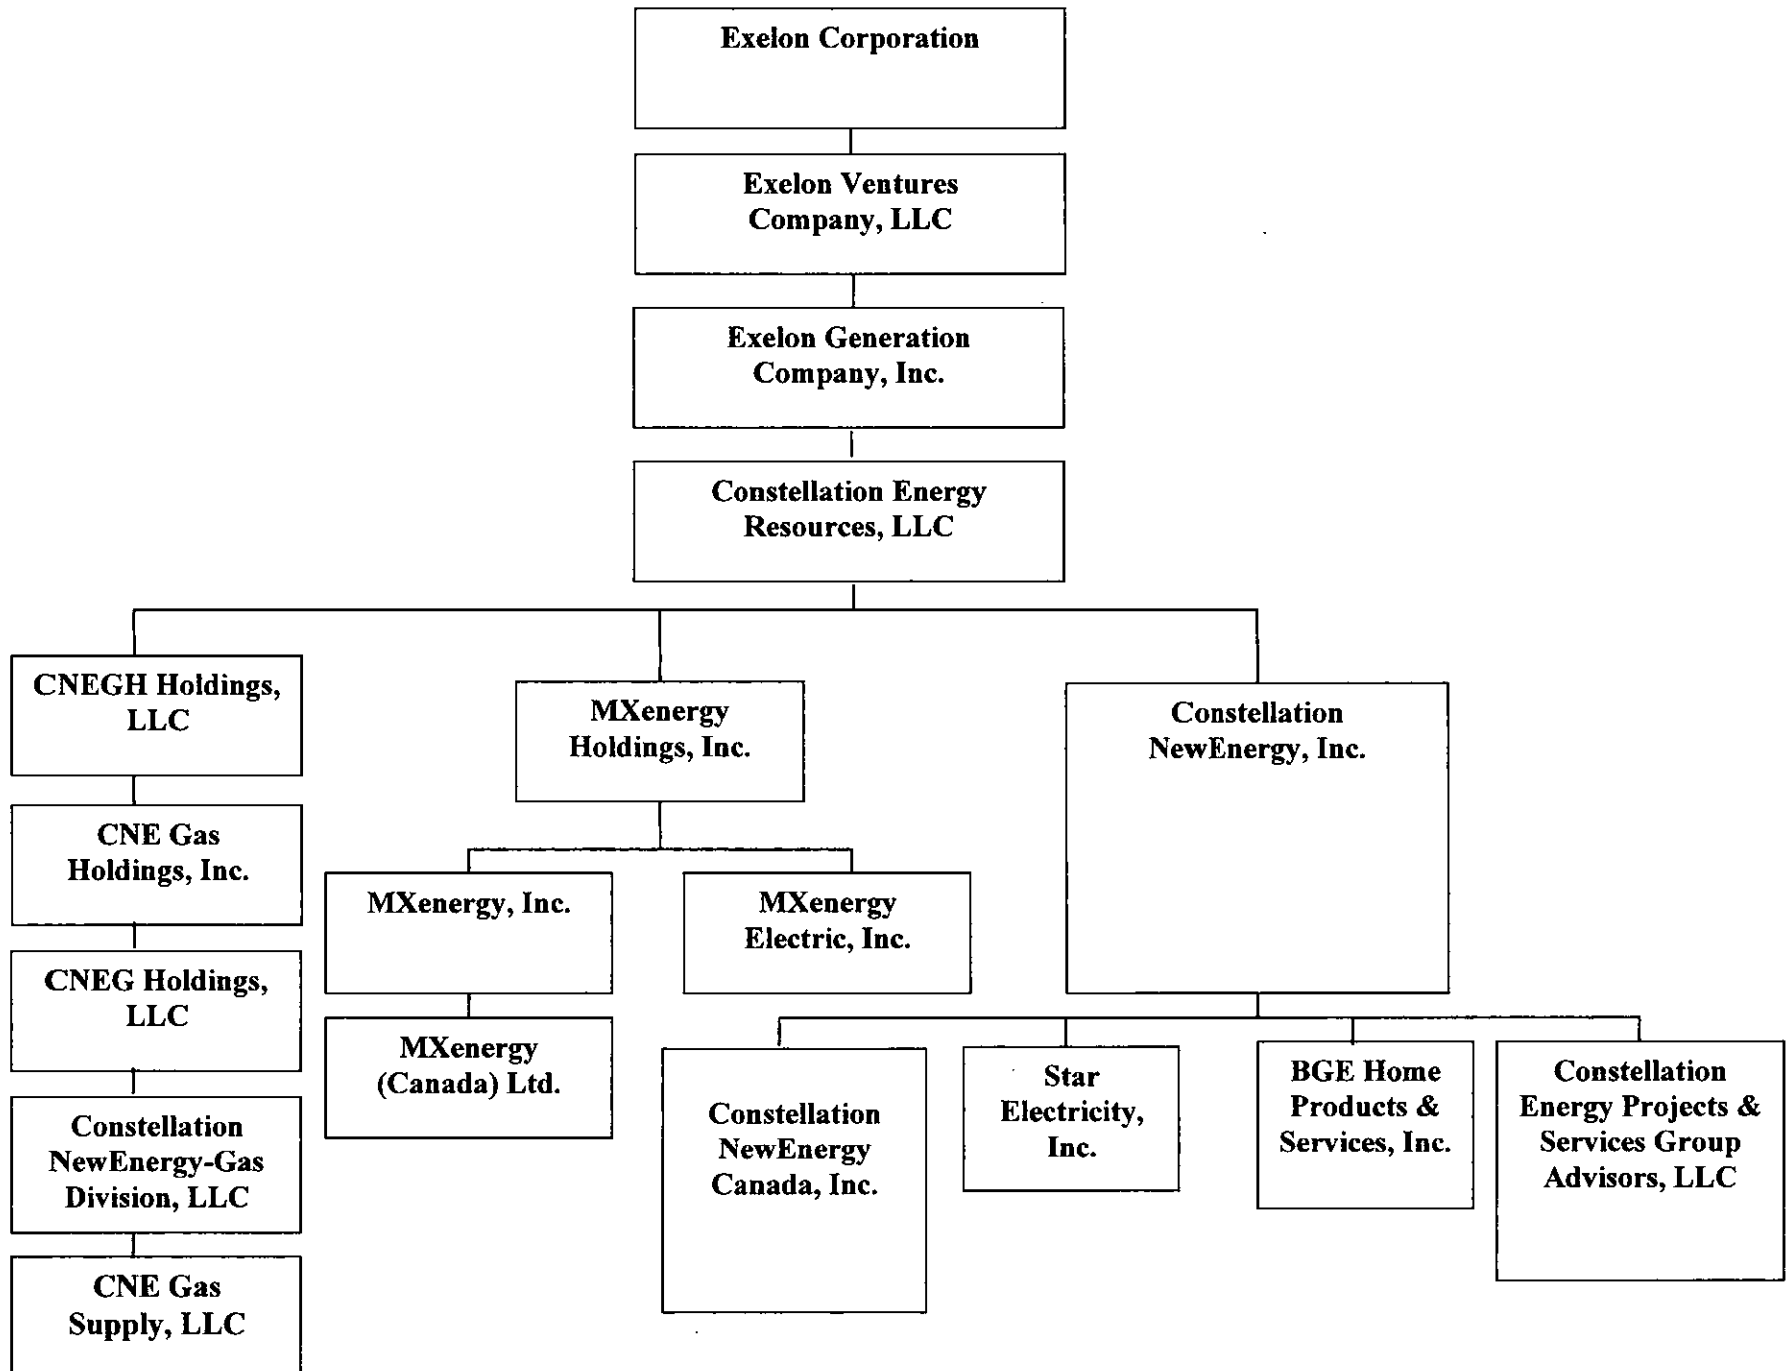 Exelon Corporation
Exelon Ventures
Company, LLC
Exelon Generation
Company, Inc.
Constellation Energy
Resources, LLC
CNEGH Holdings,
LLC
MXenergy
Holdings, Inc.
Constellation
NewEnergy, Inc.
CNE Gas
Holdings, Inc.
MXenergy, Inc.
MXenergy
Electric, Inc.
CNEG Holdings,
LLC
MXenergy
(Canada) Ltd.
Constellation
NewEnergy
Canada, Inc.
Star
Electricity,
Inc.
BGE Home
Products &
Services, Inc.
Constellation
Energy Projects &
Services Group
Advisors, LLC
Constellation
NewEnergy-Gas
Division, LLC
CNE Gas
Supply, LLC